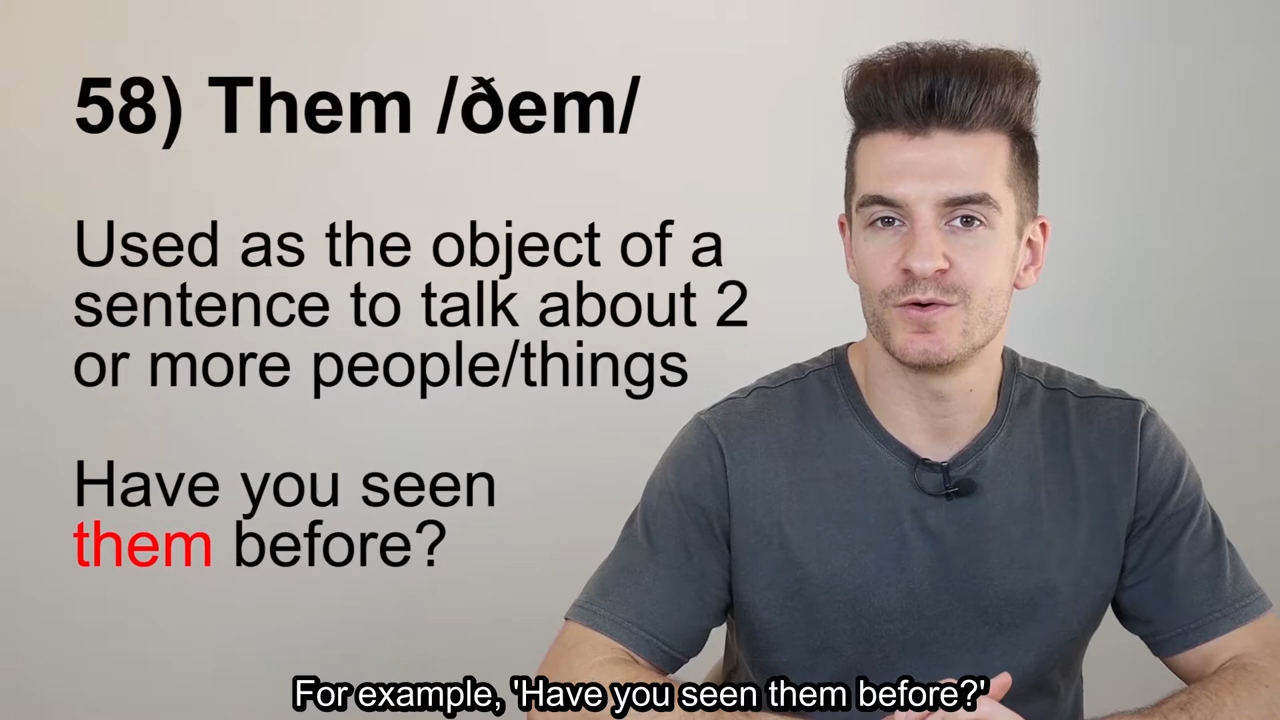 58) Them /ðem/
Used as the object of a
sentence to talk about 2
or more people/things
Have you seen
them before?
For example, 'Have you seen them before?'